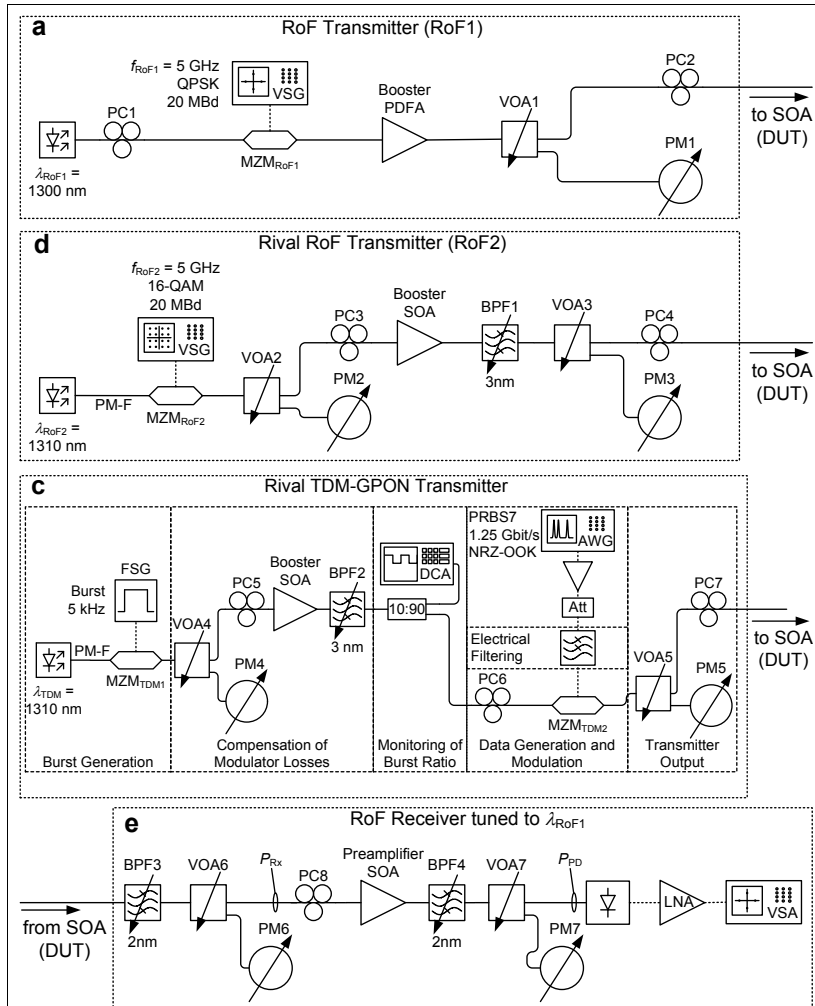 a
RoF Transmitter (RoF1)
fRoF1 = 5 GHz
QPSK
20 MBd
VSG
PC1
MZMRoF1
λRoF1 =
1300 nm
Booster
PDFA
VOA1
PC2
PM1
to SOA
(DUT)
d
Rival RoF Transmitter (RoF2)
fRoF2 = 5 GHz
16-QAM
20 MBd
VSG
PM-F
MZMRoF2
λRoF2 =
1310 nm
VOA2
PC3
PM2
Booster
SOA
BPF1
3nm
VOA3
PC4
PM3
to SOA
(DUT)
c
Rival TDM-GPON Transmitter
FSG
Burst
5 kHz
PM-F
MZMTDM1
λTDM =
1310 nm
Burst Generation
VOA4
PC5
Booster
SOA
BPF2
3 nm
PM4
Compensation of
Modulator Losses
DCA
10:90
Monitoring of
Burst Ratio
PRBS7
1.25 Gbit/s
NRZ-OOK
AWG
Att
Electrical
Filtering
PC6
MZMTDM2
Data Generation and
Modulation
VOA5
PC7
PM5
Transmitter
Output
to SOA
(DUT)
e
RoF Receiver tuned to λRoF1
from SOA
(DUT)
BPF3
2nm
VOA6
PM6
PRx
PC8
Preamplifier
SOA
BPF4
2nm
VOA7
PM7
PPD
LNA
VSA